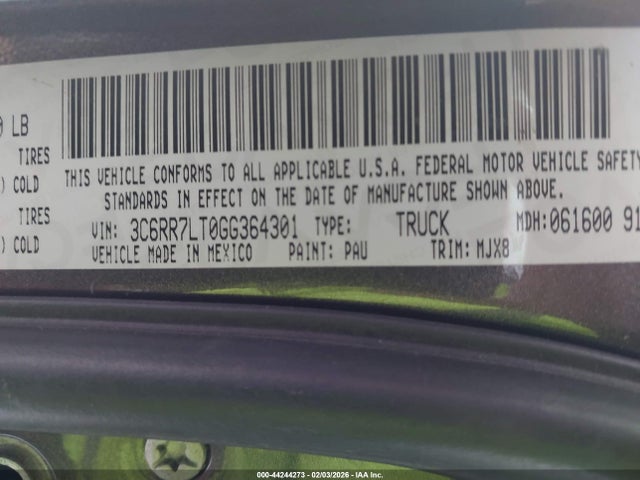 0 LB
TIRES
) COLD
TIRES
) COLD
THIS VEHICLE CONFORMS TO ALL APPLICABLE U.S.A. FEDERAL MOTOR VEHICLE SAFETY
STANDARDS IN EFFECT ON THE DATE OF MANUFACTURE SHOWN ABOVE.
VIN: 3C6RR7LT0GG364301 TYPE: TRUCK MDH:061600 91
VEHICLE MADE IN MEXICO PAINT: PAU TRIM: MJX8
000-44244273 - 02/03/2026 - IAA Inc.